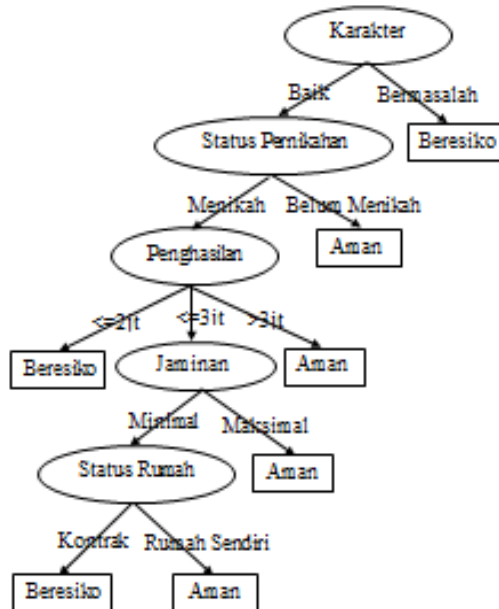 Karakter
Baik
Bermasalah
Status Pernikahan
Beresiko
Menikah
Belum Menikah
Penghasilan
Aman
<=2jt
<=3jt
>3jt
Beresiko
Jaminan
Aman
Minimal
Maksimal
Status Rumah
Aman
Kontrak
Rumah Sendiri
Beresiko
Aman